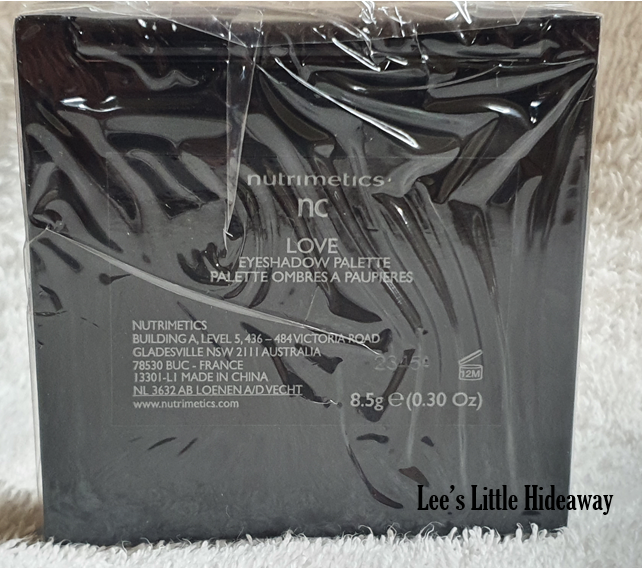 nutrimetics
nc
LOVE
EYESHADOW PALETTE
PALETTE OMBRES A PAUPIERES
NUTRIMETICS
BUILDING A, LEVEL 5, 436 – 484 VICTORIA ROAD
GLADESVILLE NSW 2111 AUSTRALIA
78530 BUC - FRANCE
13301-L1 MADE IN CHINA
NL 3632 AB LOENEN A/D VECHT
www.nutrimetics.com
12M
8.5g ℮ (0.30 Oz)
Lee's Little Hideaway